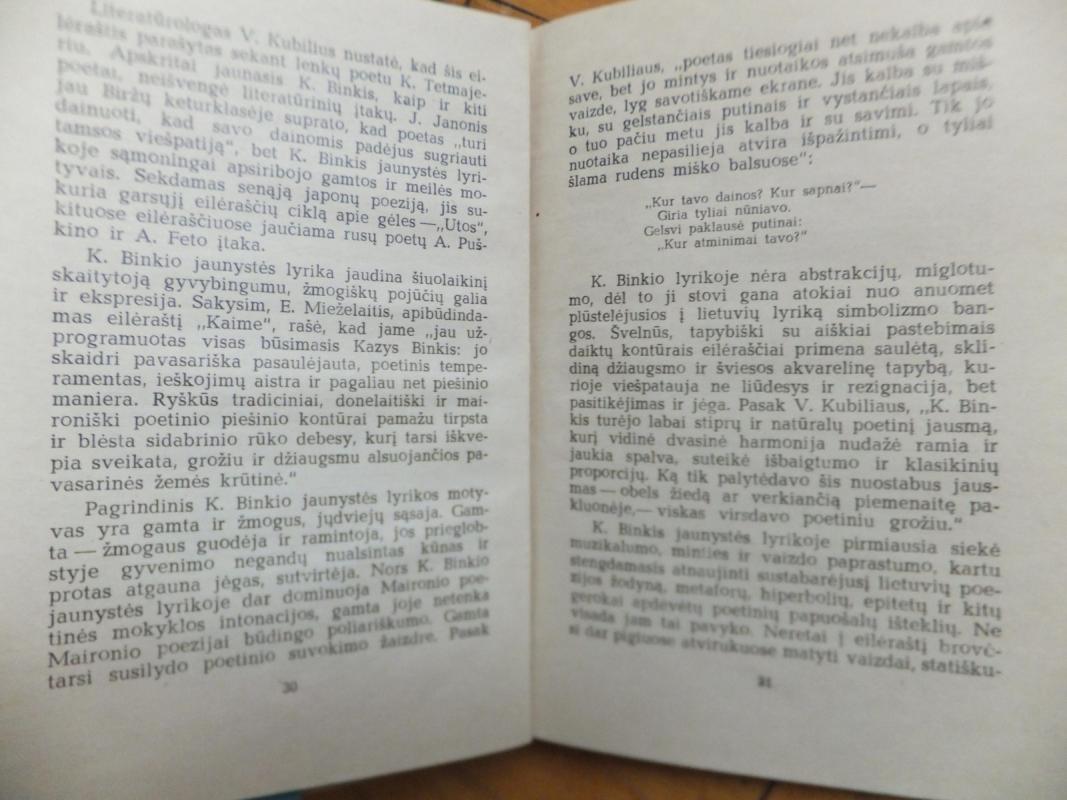 Literatūrologas V. Kubilius nustatė, kad šis ei-
lėraštis parašytas sekant lenkų poetu K. Tetmaje-
riu. Apskritai jaunasis K. Binkis, kaip ir kiti
poetai, neišvengė literatūrinių įtakų. J. Janonis
jau Biržų keturklasėje suprato, kad poetas „turi
dainuoti, kad savo dainomis padėjus sugriauti
tamsos viešpatiją“, bet K. Binkis jaunystės lyri-
koje sąmoningai apsiribojo gamtos ir meilės mo-
tyvais. Sekdamas senąją japonų poeziją, jis su-
kuria garsųjį eilėraščių ciklą apie gėles — „Utos“,
kituose eilėraščiuose jaučiama rusų poetų A. Puš-
kino ir A. Feto įtaka.
K. Binkio jaunystės lyrika jaudina šiuolaikinį
skaitytoją gyvybingumu, žmogiškų pojūčių galia
ir ekspresija. Sakysim, E. Mieželaitis, apibūdinda-
mas eilėraštį „Kaime“, rašė, kad jame „jau už-
programuotas visas būsimasis Kazys Binkis: jo
skaidri pavasariška pasaulėjauta, poetinis tempe-
ramentas, ieškojimų aistra ir pagaliau net piešinio
maniera. Ryškūs tradiciniai, donelaitiški ir mai-
roniški poetinio piešinio kontūrai pamažu tirpsta
ir blėsta sidabrinio rūko debesy, kurį tarsi iškve-
pia sveikata, grožiu ir džiaugsmu alsuojančios pa-
vasarinės žemės krūtinė.“
Pagrindinis K. Binkio jaunystės lyrikos moty-
vas yra gamta ir žmogus, jųdviejų sąsaja. Gam-
ta — žmogaus guodėja ir ramintoja, jos prieglob-
styje gyvenimo negandų nualsintas kūnas ir
protas atgauna jėgas, sutvirtėja. Nors K. Binkio
jaunystės lyrikoje dar dominuoja Maironio poe-
tinės mokyklos intonacijos, gamta joje netenka
Maironio poezijai būdingo poliariškumo. Gamta
tarsi susilydo poetinio suvokimo žaizdre. Pasak
30
V. Kubiliaus, „poetas tiesiogiai net nekalba apie
save, bet jo mintys ir nuotaikos atsimuša gamtos
vaizde, lyg savotiškame ekrane. Jis kalba su miš-
ku, su gelstančiais putinais ir vystančiais lapais,
o tuo pačiu metu jis kalba ir su savimi. Tik jo
nuotaika nepasilieja atvira išpažintimi, o tyliai
šlama rudens miško balsuose“:
„Kur tavo dainos? Kur sapnai?“—
Giria tyliai nūniavo.
Gelsvi paklausė putinai:
„Kur atminimai tavo?“
K. Binkio lyrikoje nėra abstrakcijų, miglotu-
mo, dėl to ji stovi gana atokiai nuo anuomet
plūstelėjusios į lietuvių lyriką simbolizmo ban-
gos. Švelnūs, tapybiški su aiškiai pastebimais
daiktų kontūrais eilėraščiai primena saulėtą, skli-
diną džiaugsmo ir šviesos akvarelinę tapybą, ku-
rioje viešpatauja ne liūdesys ir rezignacija, bet
pasitikėjimas ir jėga. Pasak V. Kubiliaus, „K. Bin-
kis turėjo labai stiprų ir natūralų poetinį jausmą,
kurį vidinė dvasinė harmonija nudažė ramia ir
jaukia spalva, suteikė išbaigtumo ir klasikinių
proporcijų. Ką tik palytėdavo šis nuostabus jaus-
mas — obels žiedą ar verkiančią piemenaitę pa-
kluonėje,— viskas virsdavo poetiniu grožiu.“
K. Binkis jaunystės lyrikoje pirmiausia siekė
muzikalumo, minties ir vaizdo paprastumo, kartu
stengdamasis atnaujinti sustabarėjusį lietuvių poe-
zijos žodyną, metaforų, hiperbolių, epitetų ir kitų
gerokai apdėvėtų poetinių papuošalų išteklių. Ne
visada jam tai pavyko. Neretai į eilėraštį brovė-
si dar pigiuose atvirukuose matyti vaizdai, statišku-
31